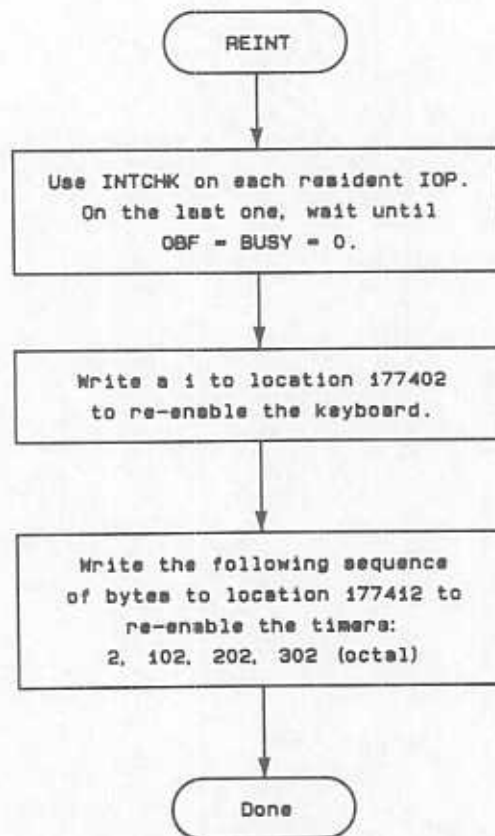 REINT
Use INTCHK on each resident IOP.
On the last one, wait until
OBF = BUSY = 0.
Write a 1 to location 177402
to re-enable the keyboard.
Write the following sequence
of bytes to location 177412 to
re-enable the timers:
2, 102, 202, 302 (octal)
Done